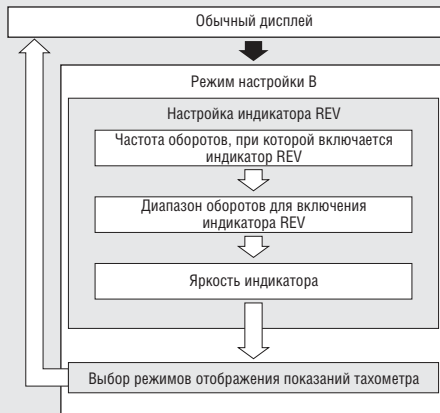 Обычный дисплей
Режим настройки В
Настройка индикатора REV
Частота оборотов, при которой включается
индикатор REV
Диапазон оборотов для включения
индикатора REV
Яркость индикатора
Выбор режимов отображения показаний тахометра